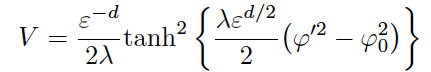 V = \frac{\varepsilon^{-d}}{2\lambda} \tanh^2 \left\{ \frac{\lambda \varepsilon^{d/2}}{2} \left( \varphi'^2 - \varphi_0^2 \right) \right\}